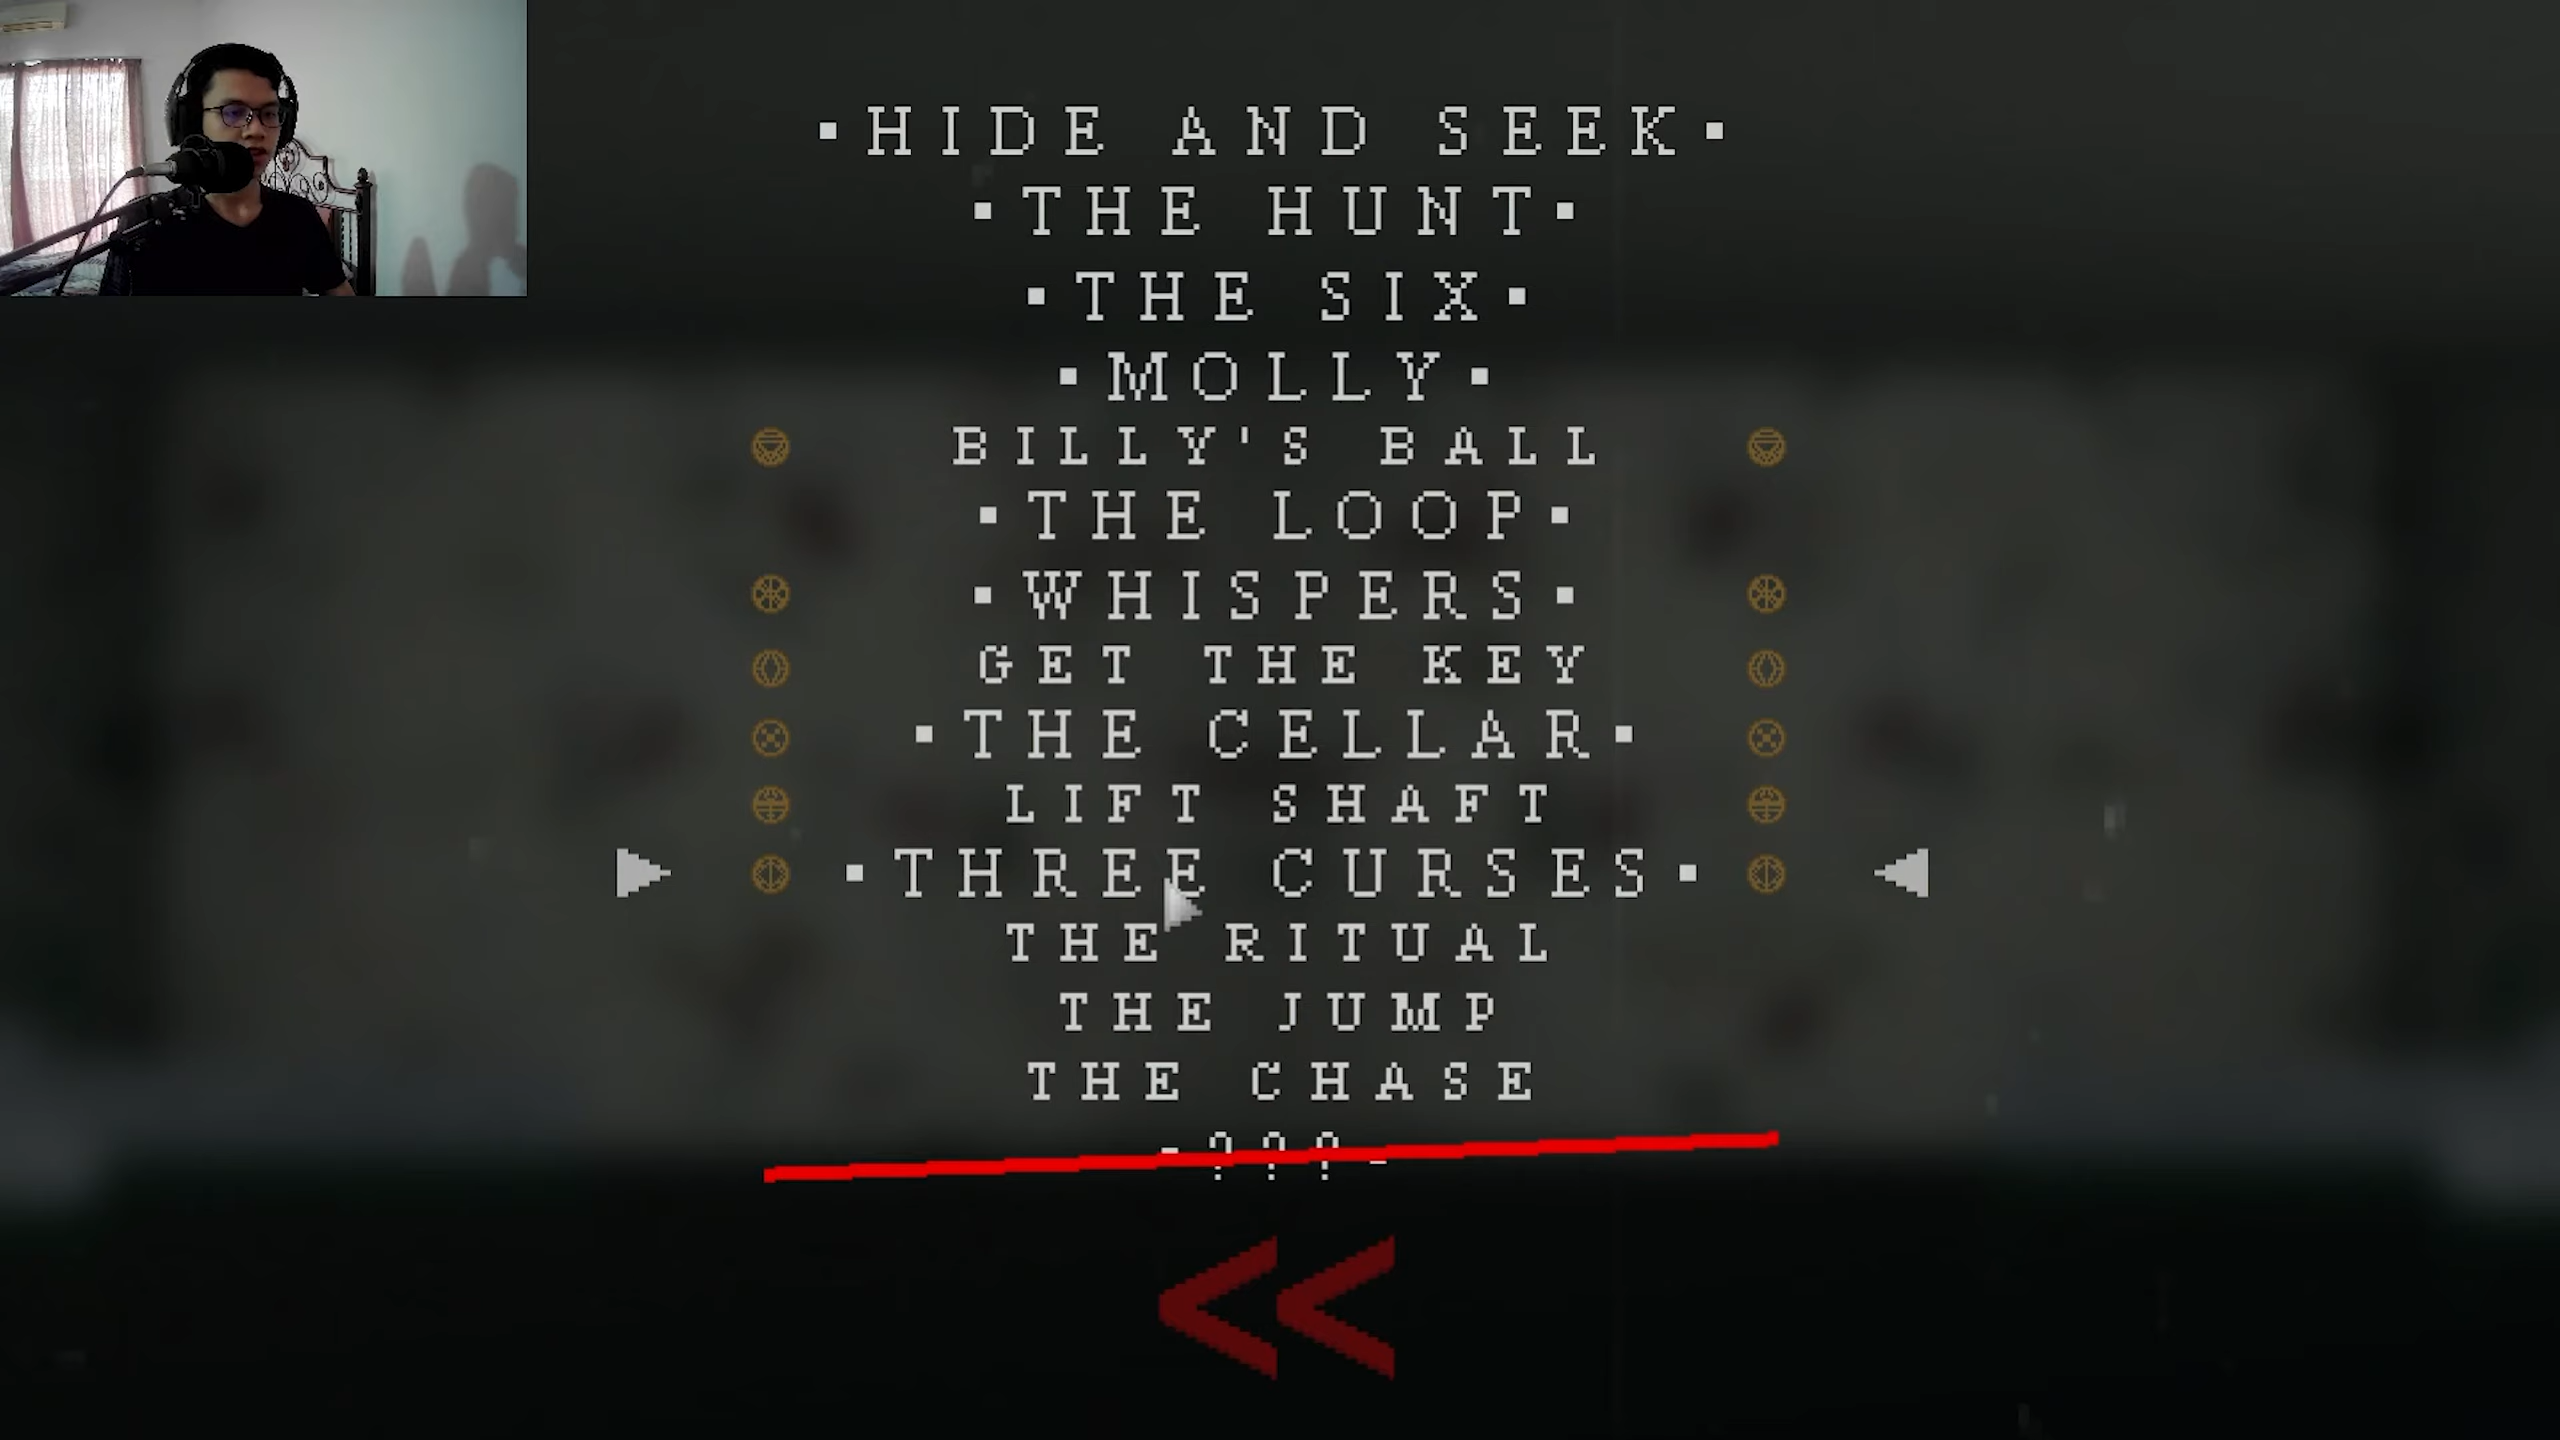 ▪HIDE AND SEEK▪
▪THE HUNT▪
▪THE SIX▪
▪MOLLY▪
BILLY'S BALL
▪THE LOOP▪
▪WHISPERS▪
GET THE KEY
▪THE CELLAR▪
LIFT SHAFT
▪THREE CURSES▪
THE RITUAL
THE JUMP
THE CHASE
-???-
<<